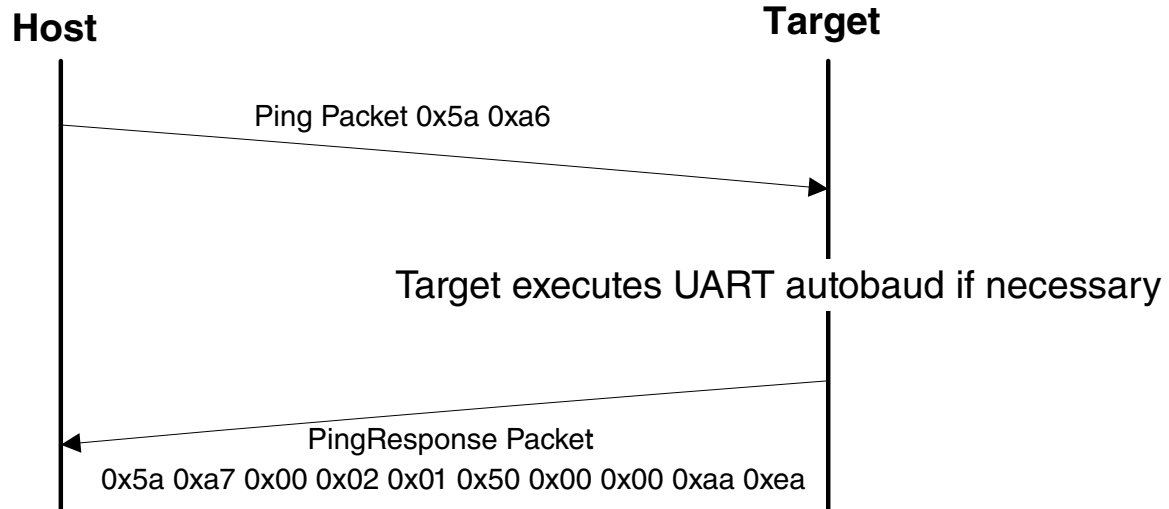 Host
Target
Ping Packet 0x5a 0xa6
Target executes UART autobaud if necessary
PingResponse Packet
0x5a 0xa7 0x00 0x02 0x01 0x50 0x00 0x00 0xaa 0xea